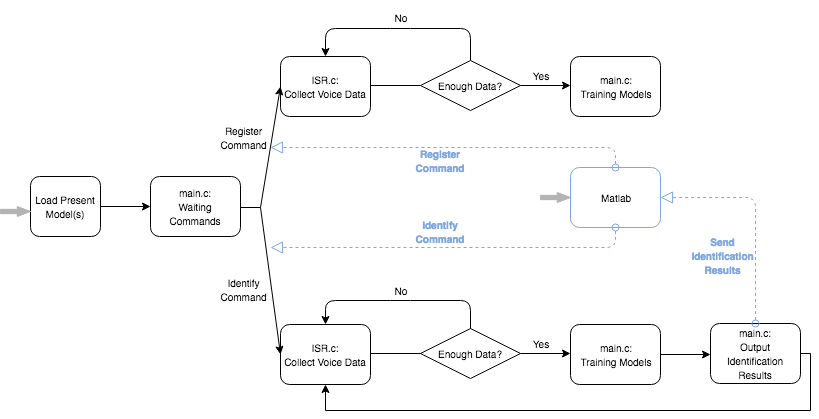 No
ISR.c:
Collect Voice Data
Enough Data?
Yes
main.c:
Training Models
Register
Command
Register
Command
Load Present
Model(s)
main.c:
Waiting
Commands
Matlab
Identify
Command
Send
Identification
Results
Identify
Command
No
ISR.c:
Collect Voice Data
Enough Data?
Yes
main.c:
Training Models
main.c:
Output
Identification
Results